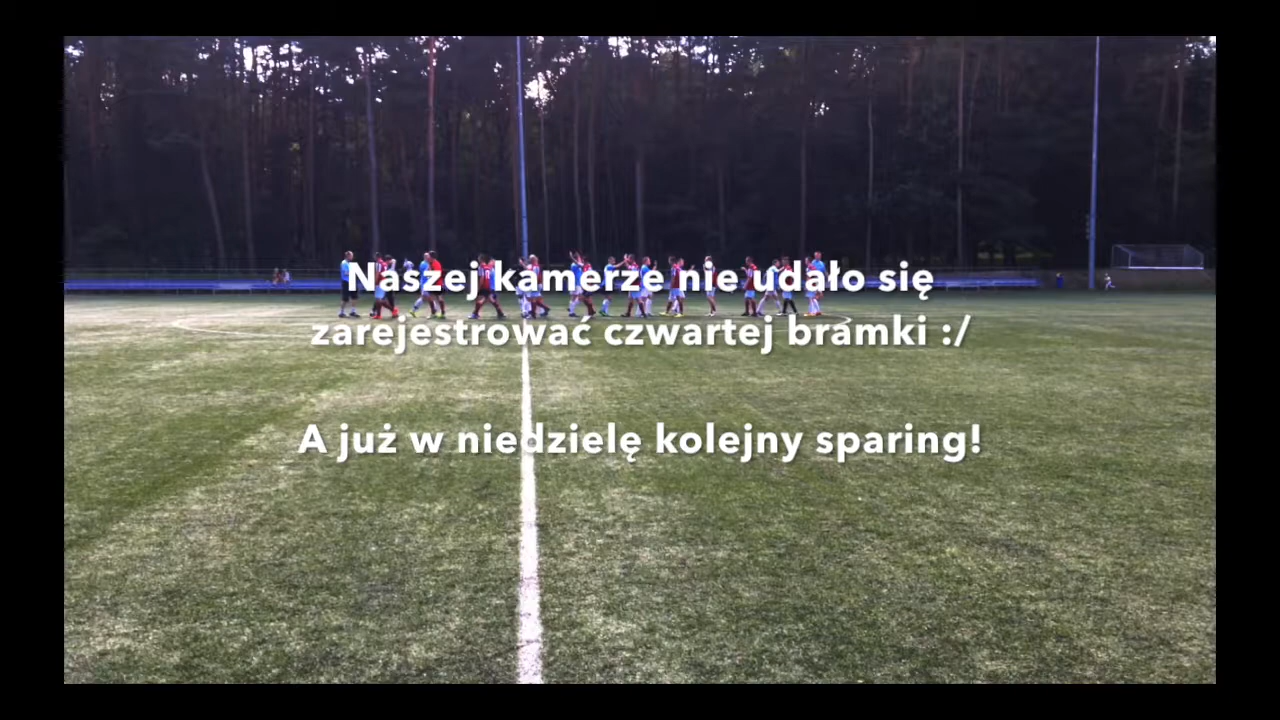 Naszej kamerze nie udało się
zarejestrować czwartej bramki :/
A już w niedzielę kolejny sparing!